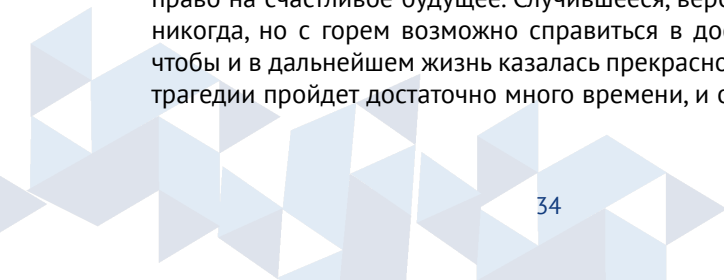 право на счастливое будущее. Случившееся,
никогда, но с горем возможно справиться в
чтобы и в дальнейшем жизнь казалась
трагедии пройдет достаточно много времени, и
34